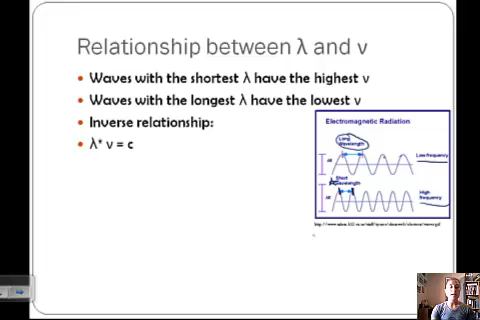 Relationship between λ and ν
• Waves with the shortest λ have the highest ν
• Waves with the longest λ have the lowest ν
• Inverse relationship:
• λ* ν = c
Electromagnetic Radiation
Long
Wavelength
Low frequency
Short
wavelength
High
frequency